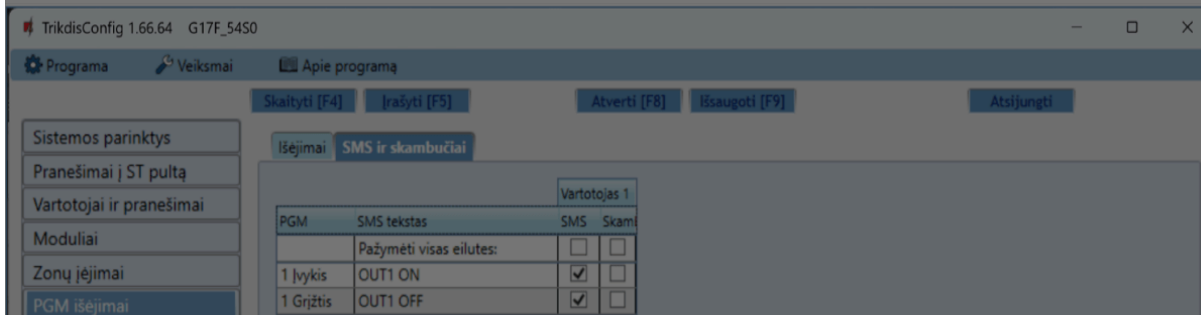 TrikdisConfig 1.66.64 G17F_54S0
Programa Veiksmai Apie programą
Skaityti [F4] Įrašyti [F5] Atverti [F8] Išsaugoti [F9] Atsijungti
Sistemos parinktys
Išėjimai SMS ir skambučiai
Pranešimai į ST pultą
Vartotojai ir pranešimai
Vartotojas 1
PGM SMS tekstas SMS Skaml
Moduliai
Pažymėti visas eilutes:
Zonų įėjimai
1 Įvykis OUT1 ON
PGM išėjimai
1 Grįžtis OUT1 OFF